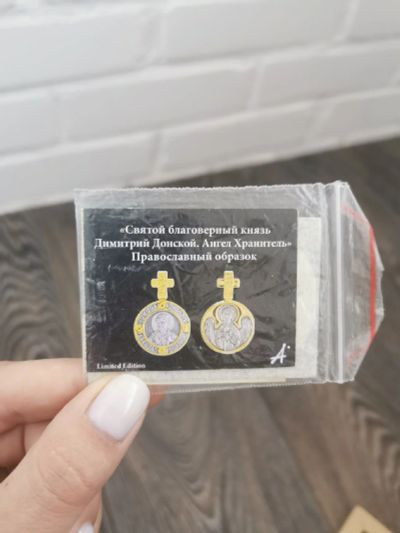 «Святой благоверный князь
Димитрий Донской. Ангел Хранитель»
Православный образок
Limited Edition